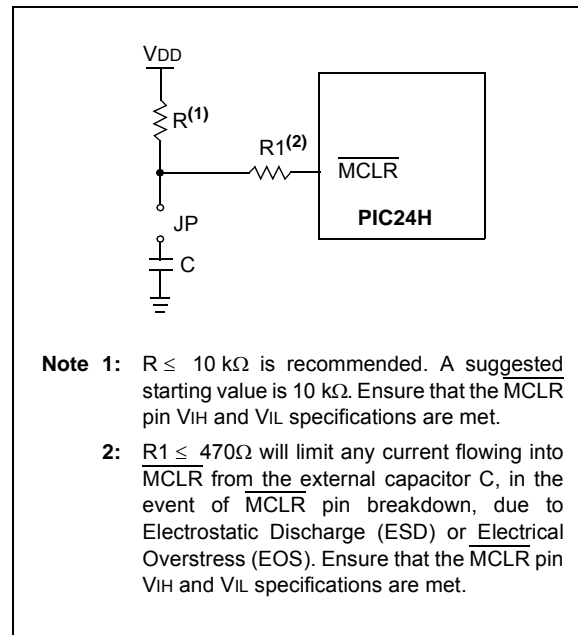 VDD
R(1)
R1(2)
MCLR
JP
PIC24H
C
Note 1: R ≤ 10 kΩ is recommended. A suggested
starting value is 10 kΩ. Ensure that the MCLR
pin VIH and VIL specifications are met.
2: R1 ≤ 470Ω will limit any current flowing into
MCLR from the external capacitor C, in the
event of MCLR pin breakdown, due to
Electrostatic Discharge (ESD) or Electrical
Overstress (EOS). Ensure that the MCLR pin
VIH and VIL specifications are met.